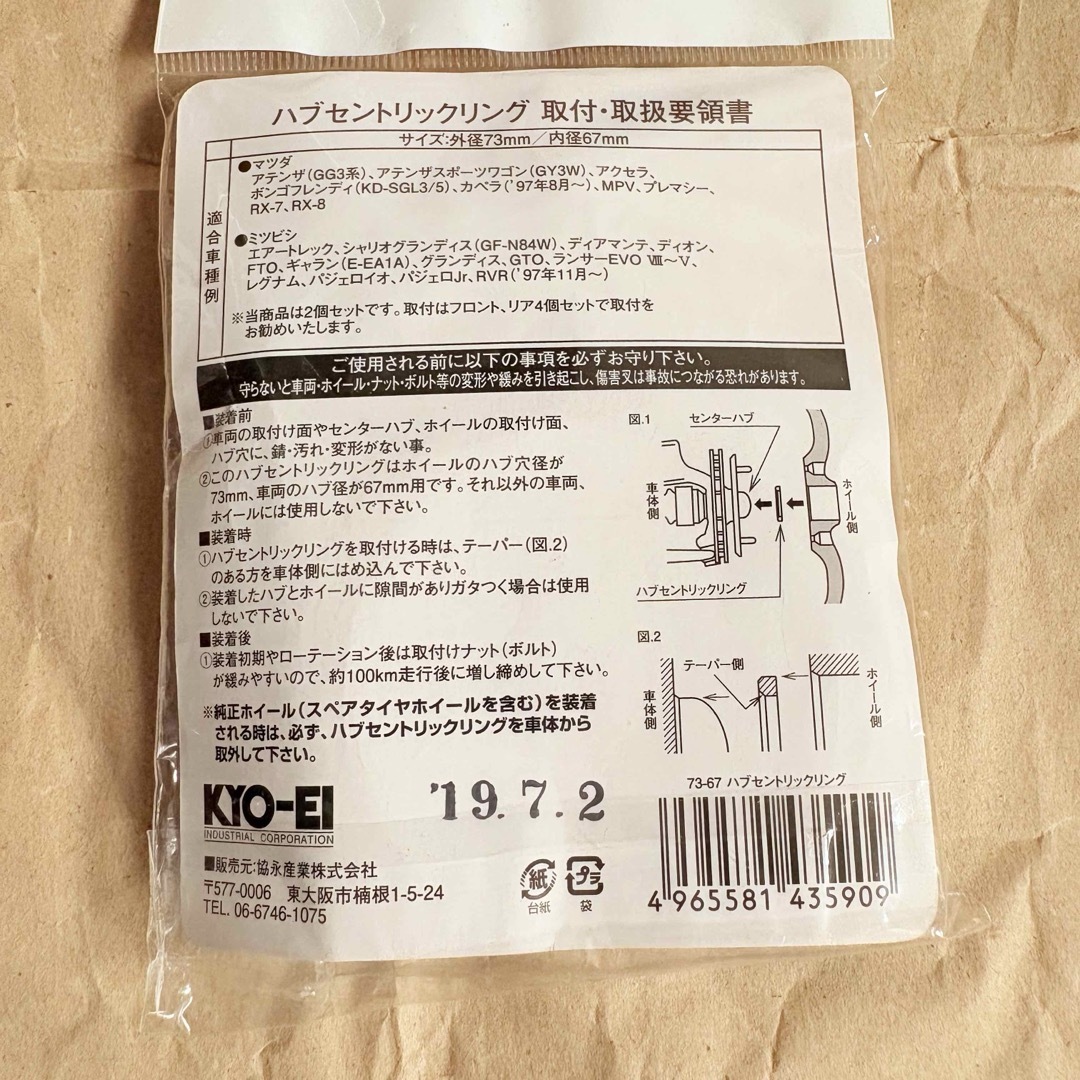 ハブセントリックリング 取付・取扱要領書
サイズ:外径73mm／内径67mm
適合車種例
●マツダ
アテンザ(GG3系)、アテンザスポーツワゴン(GY3W)、アクセラ、
ボンゴフレンディ(KD-SGL3/5)、カペラ('97年8月〜)、MPV、プレマシー、
RX-7、RX-8
●ミツビシ
エアートレック、シャリオグランディス(GF-N84W)、ディアマンテ、ディオン、
FTO、ギャラン(E-EA1A)、グランディス、GTO、ランサーEVO Ⅷ〜Ⅴ、
レグナム、パジェロイオ、パジェロJr、RVR('97年11月〜)
※当商品は2個セットです。取付はフロント、リア4個セットで取付を
お勧めいたします。
ご使用される前に以下の事項を必ずお守り下さい。
守らないと車両・ホイール・ナット・ボルト等の変形や緩みを引き起こし、傷害又は事故につながる恐れがあります。
■装着前
①車両の取付け面やセンターハブ、ホイールの取付け面、
ハブ穴に、錆・汚れ・変形がない事。
②このハブセントリックリングはホイールのハブ穴径が
73mm、車両のハブ径が67mm用です。それ以外の車両、
ホイールには使用しないで下さい。
■装着時
①ハブセントリックリングを取付ける時は、テーパー(図.2)
のある方を車体側にはめ込んで下さい。
②装着したハブとホイールに隙間がありガタつく場合は使用
しないで下さい。
■装着後
①装着初期やローテーション後は取付けナット(ボルト)
が緩みやすいので、約100km走行後に増し締めして下さい。
※純正ホイール(スペアタイヤホイールを含む)を装着
される時は、必ず、ハブセントリックリングを車体から
取外して下さい。
図.1
センターハブ
車体側
ホイール側
ハブセントリックリング
図.2
テーパー側
車体側
ホイール側
KYO-EI
INDUSTRIAL CORPORATION
'19.7.2
73-67 ハブセントリックリング
■販売元:協永産業株式会社
〒577-0006 東大阪市楠根1-5-24
TEL. 06-6746-1075
紙
台紙
プラ
袋
4 965581 435909